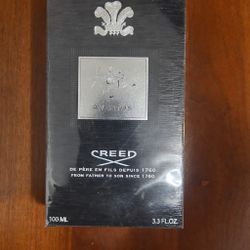 CREED
DE PÈRE EN FILS DEPUIS 1760
FROM FATHER TO SON SINCE 1760
100 ML 3.3 FL.OZ.